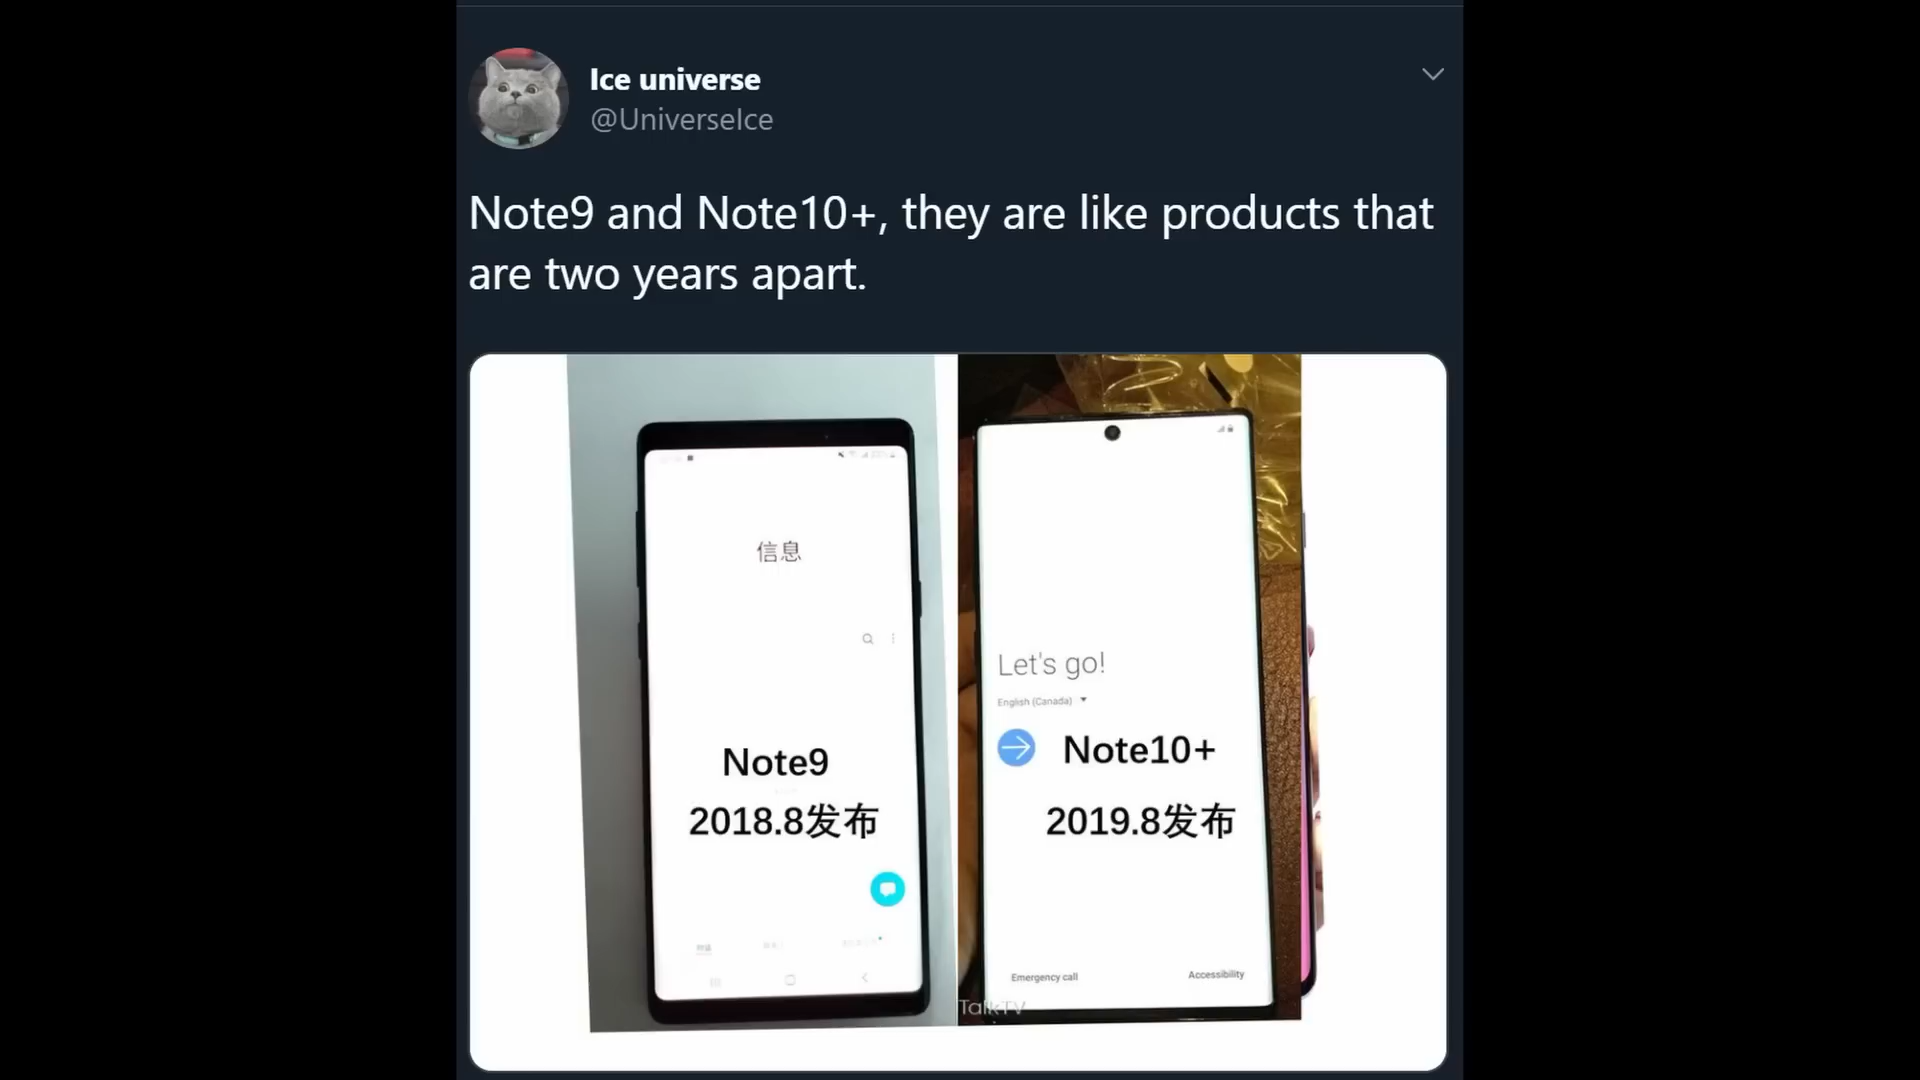 Ice universe
@UniverseIce
Note9 and Note10+, they are like products that
are two years apart.
信息
Note9
2018.8发布
Let's go!
English (Canada)
Note10+
2019.8发布
Emergency call
Accessibility
TalkTV